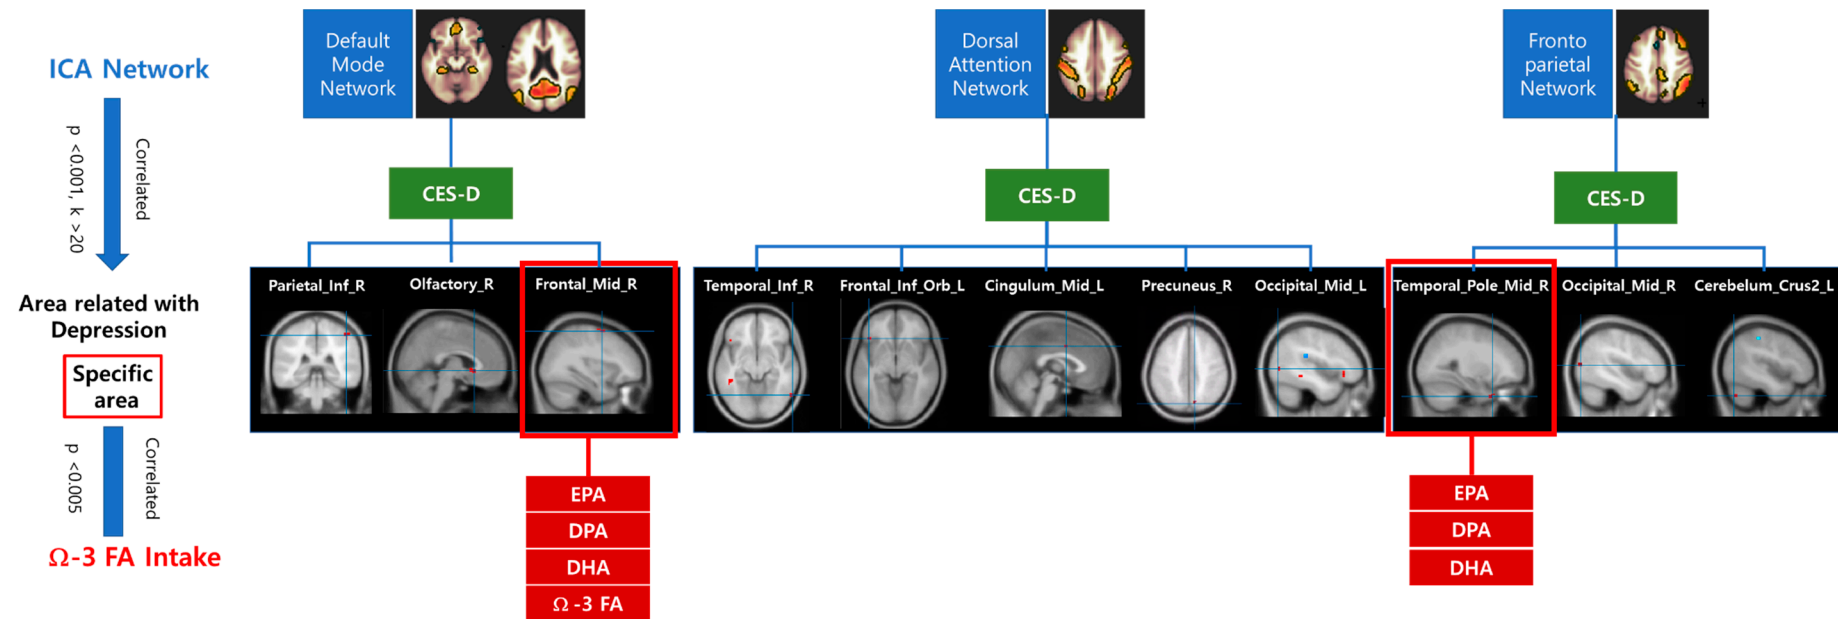 ICA Network
p <0.001, k >20
Correlated
Area related with
Depression
Specific
area
p <0.005
Correlated
Ω-3 FA Intake
Default
Mode
Network
CES-D
Parietal_Inf_R
Olfactory_R
Frontal_Mid_R
EPA
DPA
DHA
Ω-3 FA
Dorsal
Attention
Network
CES-D
Temporal_Inf_R
Frontal_Inf_Orb_L
Cingulum_Mid_L
Precuneus_R
Occipital_Mid_L
Fronto
parietal
Network
CES-D
Temporal_Pole_Mid_R
Occipital_Mid_R
Cerebelum_Crus2_L
EPA
DPA
DHA